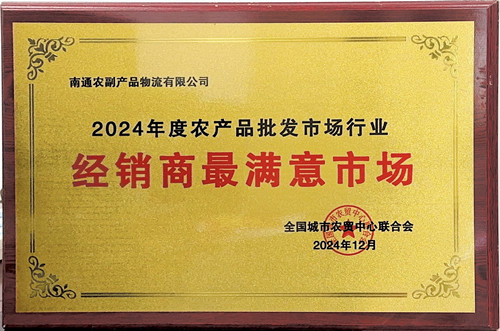 南通农副产品物流有限公司
2024年度农产品批发市场行业
经销商最满意市场
全国城市农贸中心联合会
2024年12月